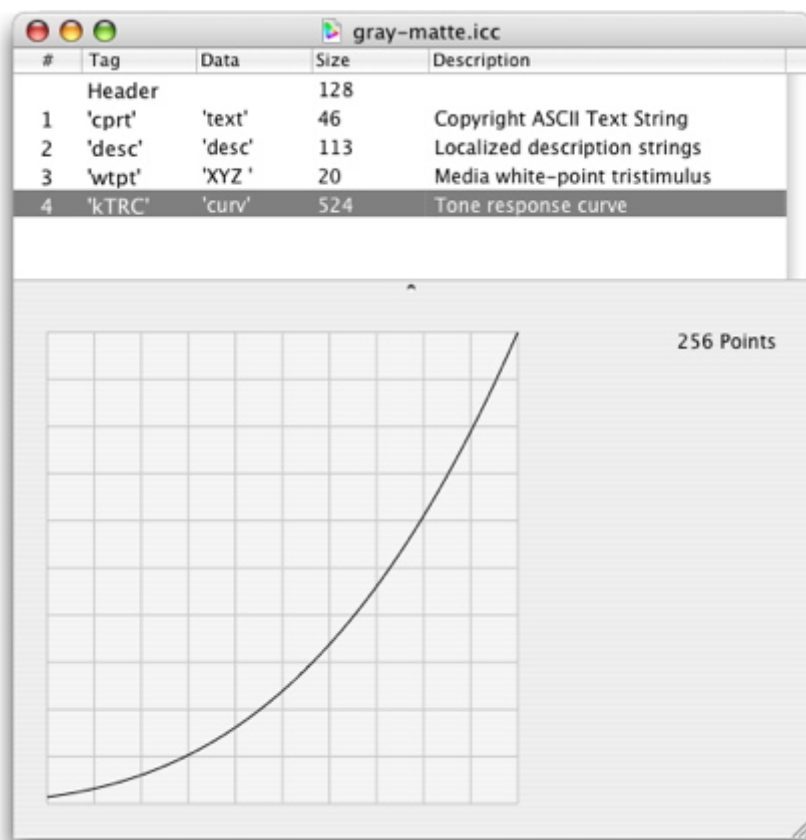 gray-matte.icc
# Tag Data Size Description
Header 128
1 'cprt' 'text' 46 Copyright ASCII Text String
2 'desc' 'desc' 113 Localized description strings
3 'wtpt' 'XYZ ' 20 Media white-point tristimulus
4 'kTRC' 'curv' 524 Tone response curve
256 Points